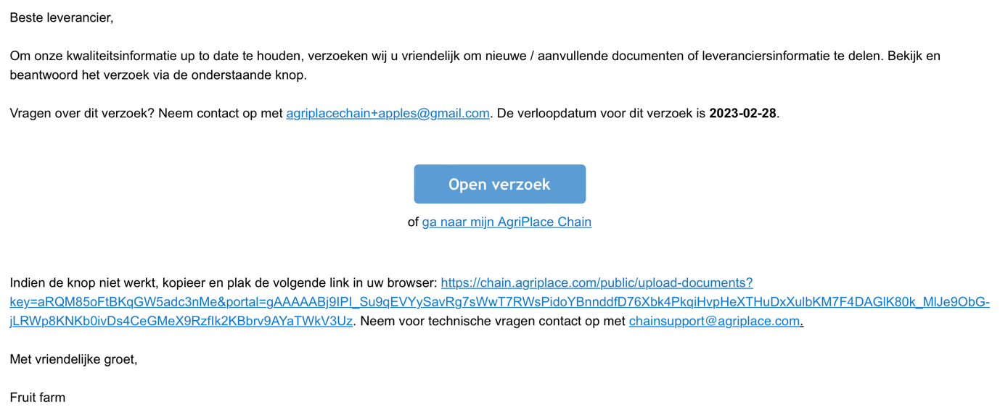 Beste leverancier,
Om onze kwaliteitsinformatie up to date te houden, verzoeken wij u vriendelijk om nieuwe / aanvullende documenten of leveranciersinformatie te delen. Bekijk en
beantwoord het verzoek via de onderstaande knop.
Vragen over dit verzoek? Neem contact op met agriplacechain+apples@gmail.com. De verloopdatum voor dit verzoek is 2023-02-28.
Open verzoek
of ga naar mijn AgriPlace Chain
Indien de knop niet werkt, kopieer en plak de volgende link in uw browser: https://chain.agriplace.com/public/upload-documents?
key=aRQM85oFtBKqGW5adc3nMe&portal=gAAAAABj9IPI_Su9qEVYySavRg7sWwT7RWsPidoYBnnddfD76Xbk4PkqiHvpHeXTHuDxXulbKM7F4DAGlK80k_MlJe9ObG-
jLRWp8KNKb0ivDs4CeGMeX9Rzflk2KBbrv9AYaTWkV3Uz. Neem voor technische vragen contact op met chainsupport@agriplace.com.
Met vriendelijke groet,
Fruit farm